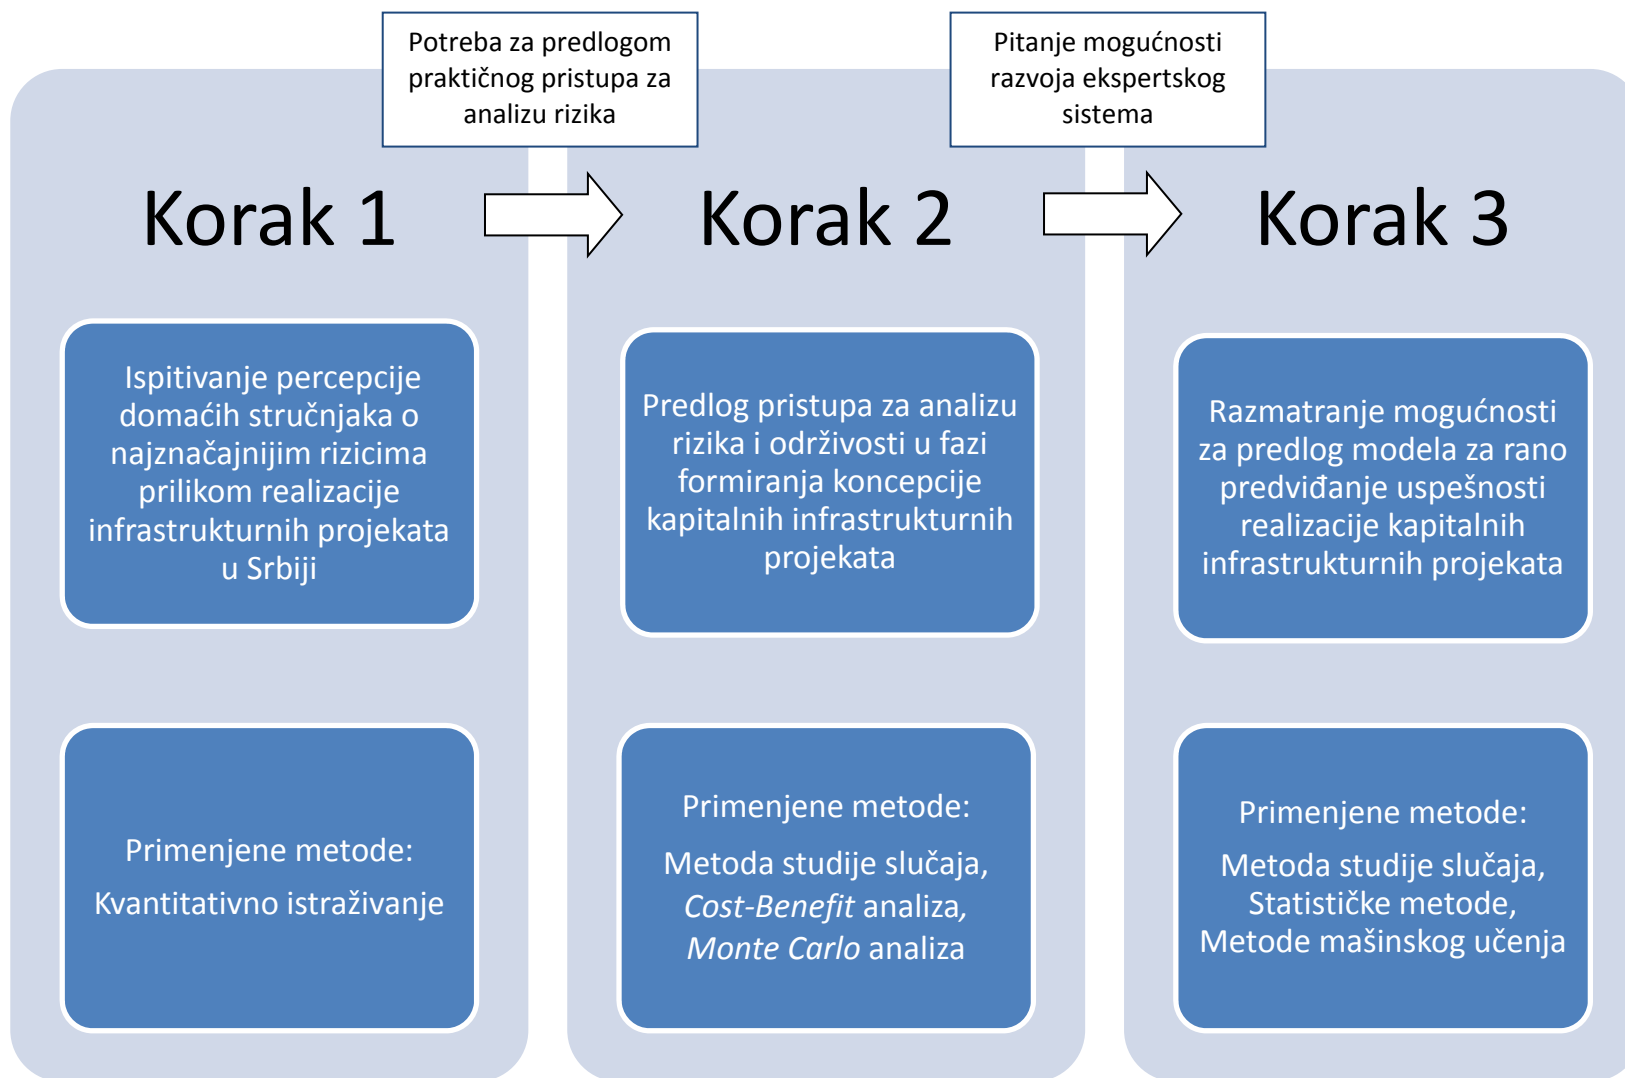 Potreba za predlogom
praktičnog pristupa za
analizu rizika
Pitanje mogućnosti
razvoja ekspertskog
sistema
Korak 1
Korak 2
Korak 3
Ispitivanje percepcije
domaćih stručnjaka o
najznačajnijim rizicima
prilikom realizacije
infrastrukturnih projekata
u Srbiji
Predlog pristupa za analizu
rizika i održivosti u fazi
formiranja koncepcije
kapitalnih infrastrukturnih
projekata
Razmatranje mogućnosti
za predlog modela za rano
predviđanje uspešnosti
realizacije kapitalnih
infrastrukturnih projekata
Primenjene metode:
Kvantitativno istraživanje
Primenjene metode:
Metoda studije slučaja,
Cost-Benefit analiza,
Monte Carlo analiza
Primenjene metode:
Metoda studije slučaja,
Statističke metode,
Metode mašinskog učenja